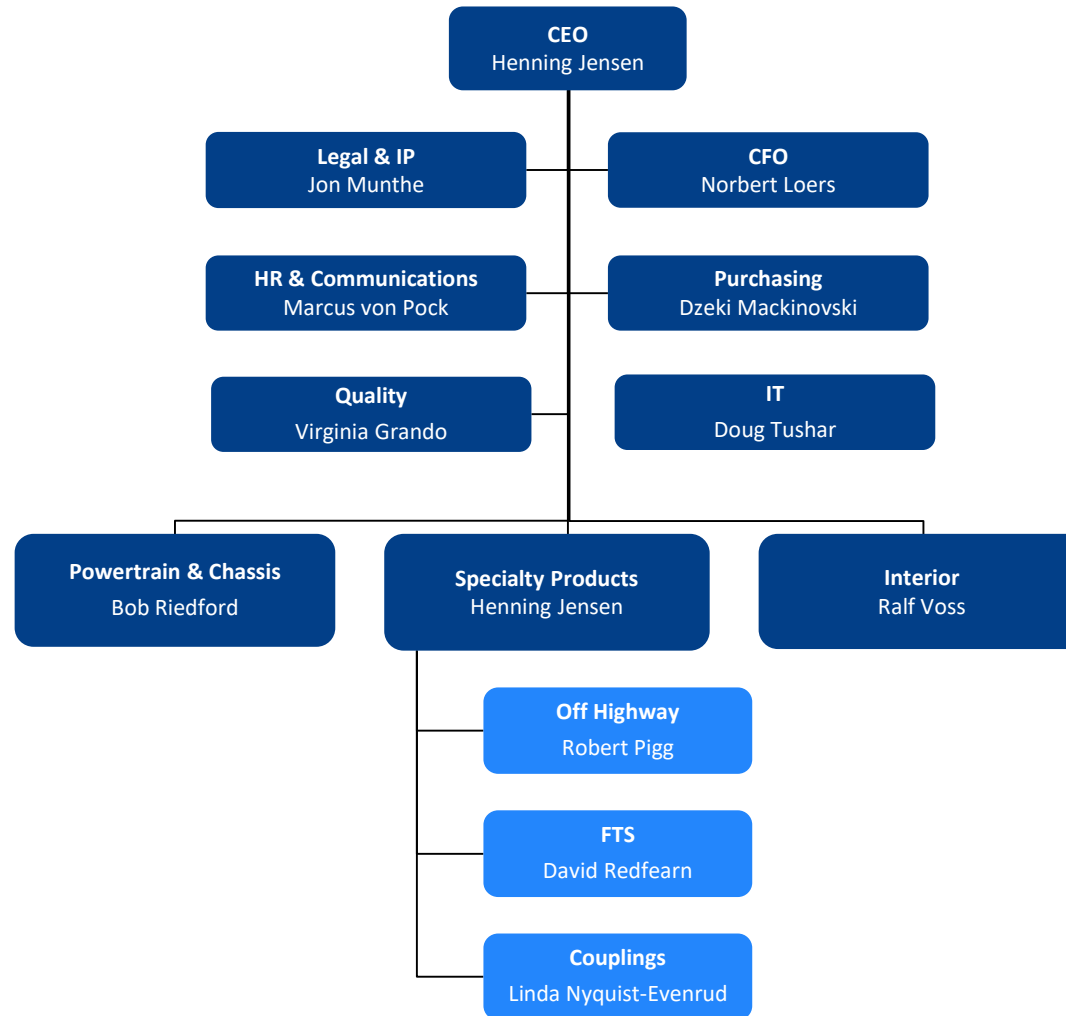 CEO
Henning Jensen
Legal & IP
Jon Munthe
CFO
Norbert Loers
HR & Communications
Marcus von Pock
Purchasing
Dzeki Mackinovski
Quality
Virginia Grando
IT
Doug Tushar
Powertrain & Chassis
Bob Riedford
Specialty Products
Henning Jensen
Interior
Ralf Voss
Off Highway
Robert Pigg
FTS
David Redfearn
Couplings
Linda Nyquist-Evenrud